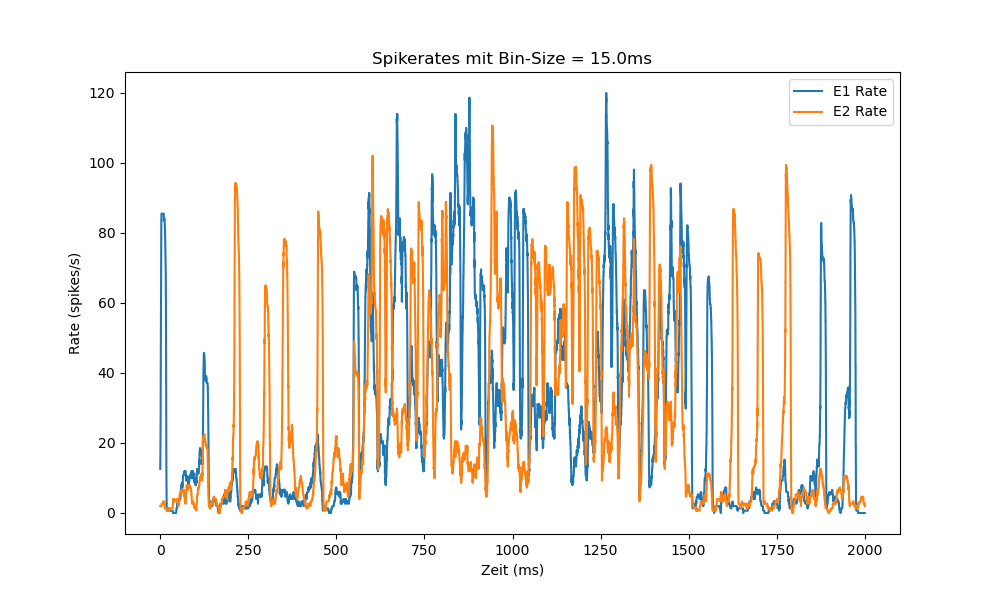 Spikerates mit Bin-Size = 15.0ms
E1 Rate
E2 Rate
120
100
80
60
40
20
0
Rate (spikes/s)
0 250 500 750 1000 1250 1500 1750 2000
Zeit (ms)